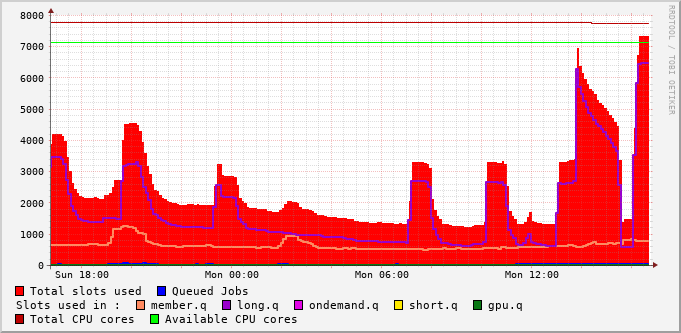 8000
7000
6000
5000
4000
3000
2000
1000
0
Sun 18:00 Mon 00:00 Mon 06:00 Mon 12:00
RRDTOOL / TOBI OETIKER
Total slots used Queued Jobs
Slots used in : member.q long.q ondemand.q short.q gpu.q
Total CPU cores Available CPU cores